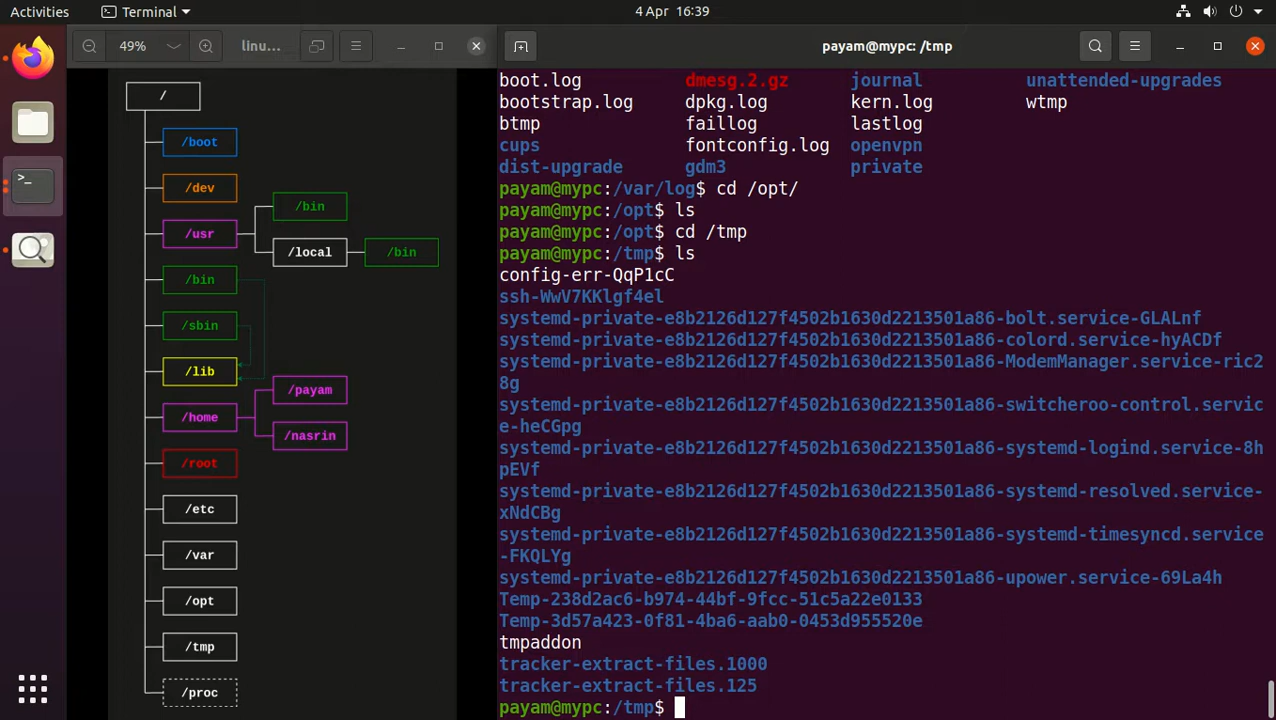 Activities
Terminal
4 Apr 16:39
49%
linu...
payam@mypc: /tmp
/
/boot
/dev
/usr
/bin
/local
/bin
/bin
/sbin
/lib
/home
/payam
/nasrin
/root
/etc
/var
/opt
/tmp
/proc
boot.log dmesg.2.gz journal unattended-upgrades
bootstrap.log dpkg.log kern.log wtmp
btmp faillog lastlog
cups fontconfig.log openvpn
dist-upgrade gdm3 private
payam@mypc:/var/log$ cd /opt/
payam@mypc:/opt$ ls
payam@mypc:/opt$ cd /tmp
payam@mypc:/tmp$ ls
config-err-QqP1cC
ssh-WwV7KKlgf4el
systemd-private-e8b2126d127f4502b1630d2213501a86-bolt.service-GLALnf
systemd-private-e8b2126d127f4502b1630d2213501a86-colord.service-hyACDf
systemd-private-e8b2126d127f4502b1630d2213501a86-ModemManager.service-ric2
8g
systemd-private-e8b2126d127f4502b1630d2213501a86-switcheroo-control.servic
e-heCGpg
systemd-private-e8b2126d127f4502b1630d2213501a86-systemd-logind.service-8h
pEVf
systemd-private-e8b2126d127f4502b1630d2213501a86-systemd-resolved.service-
xNdCBg
systemd-private-e8b2126d127f4502b1630d2213501a86-systemd-timesyncd.service
-FKQLYg
systemd-private-e8b2126d127f4502b1630d2213501a86-upower.service-69La4h
Temp-238d2ac6-b974-44bf-9fcc-51c5a22e0133
Temp-3d57a423-0f81-4ba6-aab0-0453d955520e
tmpaddon
tracker-extract-files.1000
tracker-extract-files.125
payam@mypc:/tmp$